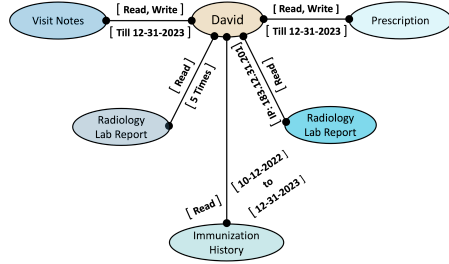 Visit Notes
[ Read, Write ]
[ Till 12-31-2023 ]
David
[ Read, Write ]
[ Till 12-31-2023 ]
Prescription
[ Read ]
[ 5 Times ]
[ Read ]
[ IP: 183.12.31.201 ]
Radiology
Lab Report
Radiology
Lab Report
[ Read ]
[ 10-12-2022 ]
to
[ 12-31-2023 ]
Immunization
History